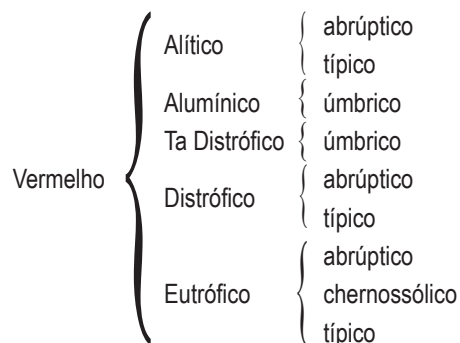 abrúptico
Alítico
típico
Alumínico úmbrico
Ta Distrófico úmbrico
Vermelho
abrúptico
Distrófico
típico
abrúptico
Eutrófico chernossólico
típico